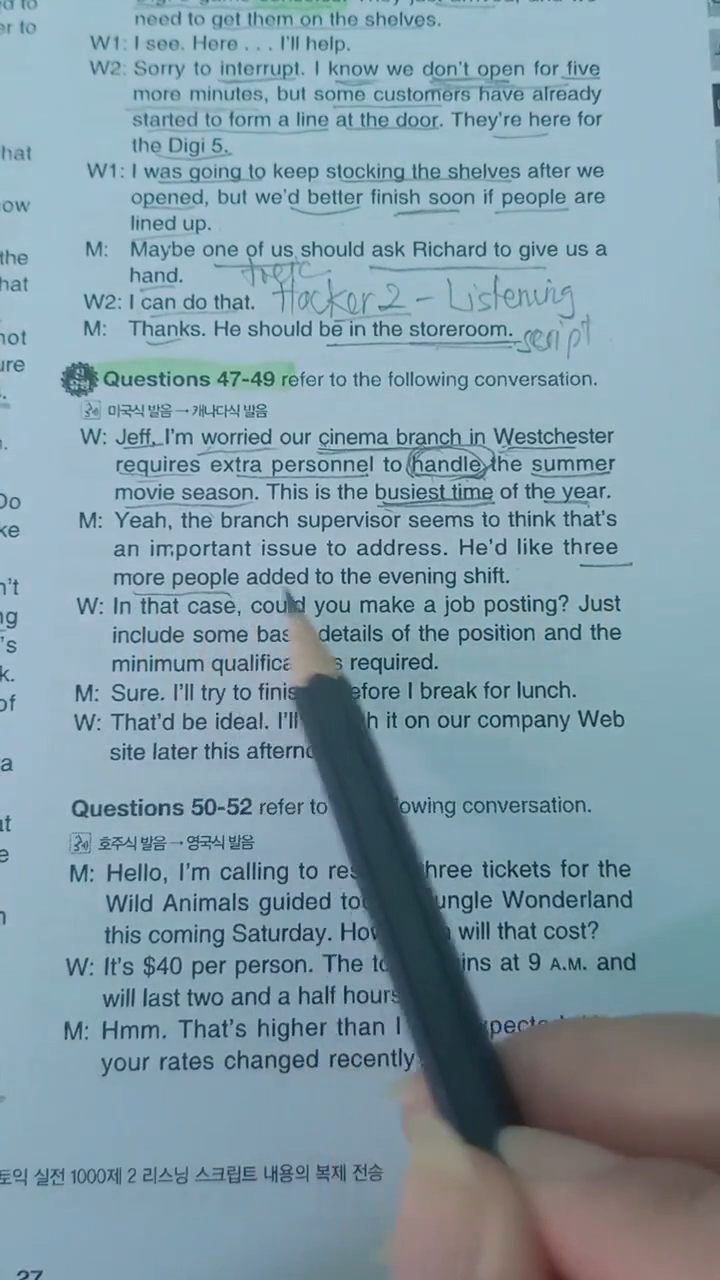 need to get them on the shelves.
W1: I see. Here . . . I'll help.
W2: Sorry to interrupt. I know we don't open for five
more minutes, but some customers have already
started to form a line at the door. They're here for
the Digi 5.
W1: I was going to keep stocking the shelves after we
opened, but we'd better finish soon if people are
lined up.
M: Maybe one of us should ask Richard to give us a
hand.
W2: I can do that.
Hacker 2 - Listening
script
M: Thanks. He should be in the storeroom.
Questions 47-49 refer to the following conversation.
미국식 발음 → 캐나다식 발음
W: Jeff, I'm worried our cinema branch in Westchester
requires extra personnel to handle the summer
movie season. This is the busiest time of the year.
M: Yeah, the branch supervisor seems to think that's
an important issue to address. He'd like three
more people added to the evening shift.
W: In that case, could you make a job posting? Just
include some bas details of the position and the
minimum qualifica s required.
M: Sure. I'll try to finis efore I break for lunch.
W: That'd be ideal. I'll h it on our company Web
site later this afterno
Questions 50-52 refer to owing conversation.
호주식 발음 → 영국식 발음
M: Hello, I'm calling to res hree tickets for the
Wild Animals guided to ungle Wonderland
this coming Saturday. How will that cost?
W: It's $40 per person. The to ins at 9 A.M. and
will last two and a half hours
M: Hmm. That's higher than I xpect
your rates changed recently
토익 실전 1000제 2 리스닝 스크립트 내용의 복제 전송
27